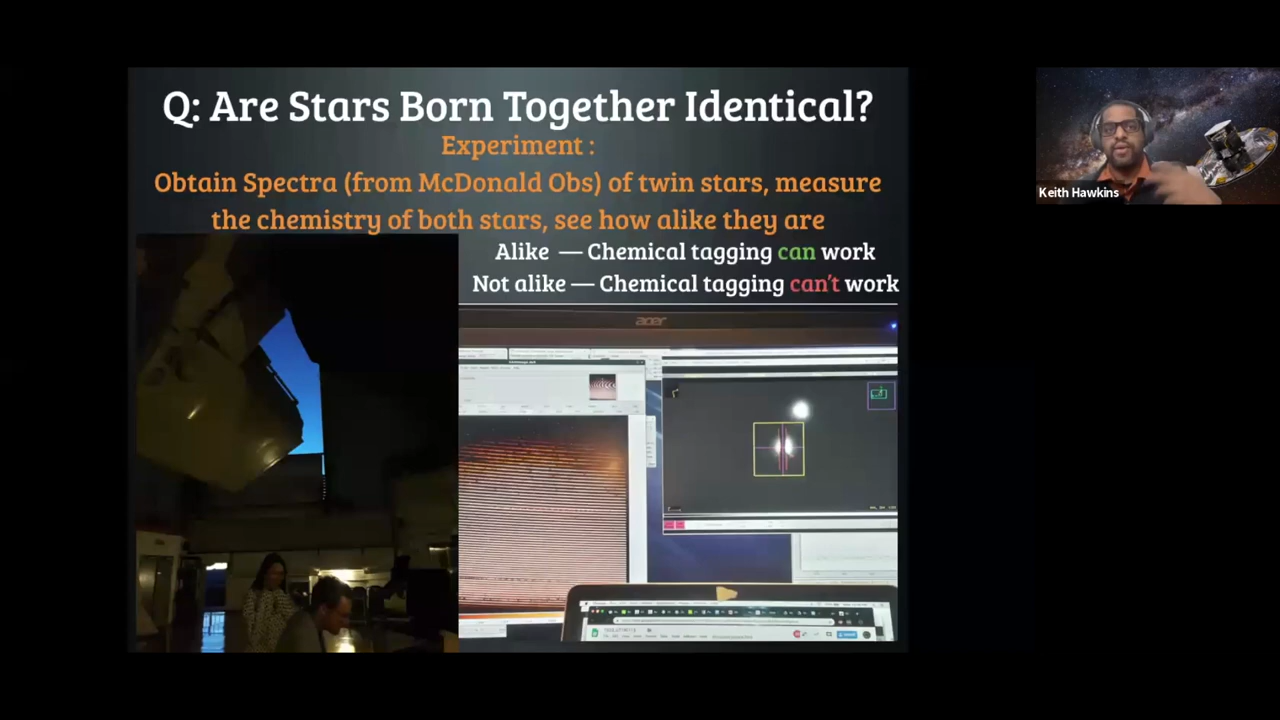 Q: Are Stars Born Together Identical?
Experiment :
Obtain Spectra (from McDonald Obs) of twin stars, measure
the chemistry of both stars, see how alike they are
Alike — Chemical tagging can work
Not alike — Chemical tagging can't work
acer
Keith Hawkins